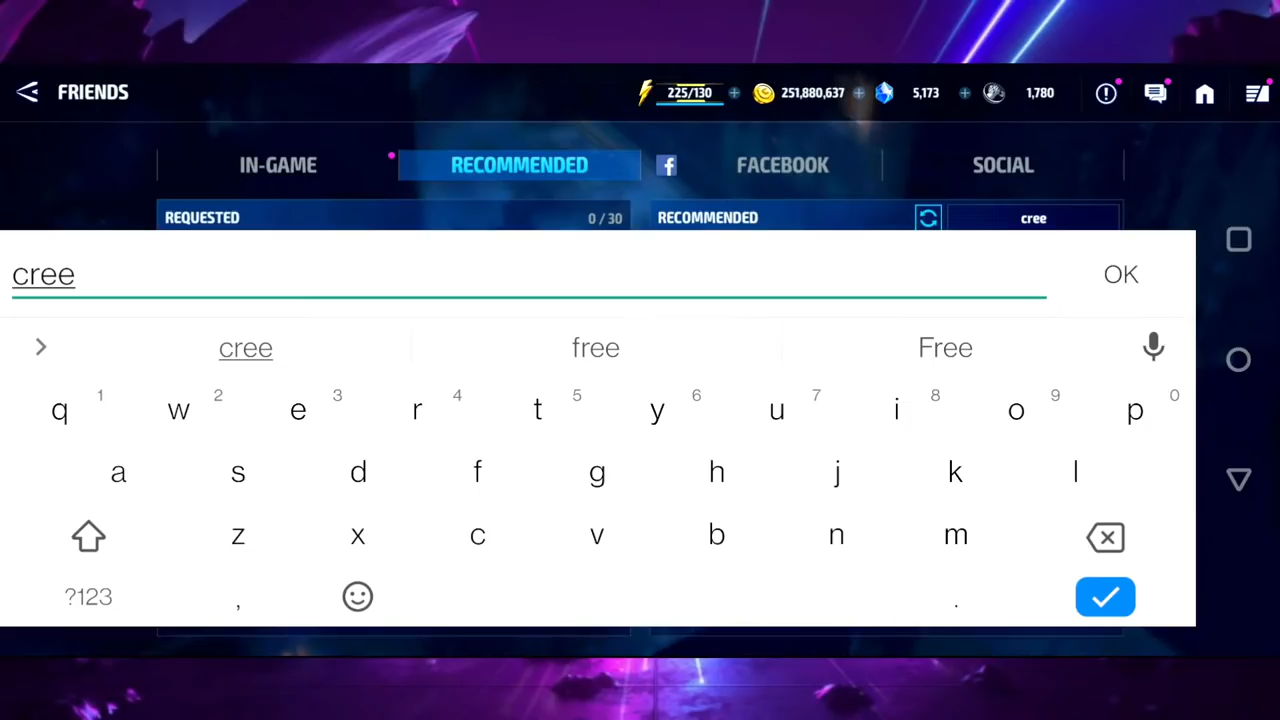 FRIENDS 225/130 251,880,637 5,173 1,780
IN-GAME RECOMMENDED f FACEBOOK SOCIAL
REQUESTED 0 / 30 RECOMMENDED cree
cree OK
cree free Free
q 1 w 2 e 3 r 4 t 5 y 6 u 7 i 8 o 9 p 0
a s d f g h j k l
z x c v b n m
?123 , .